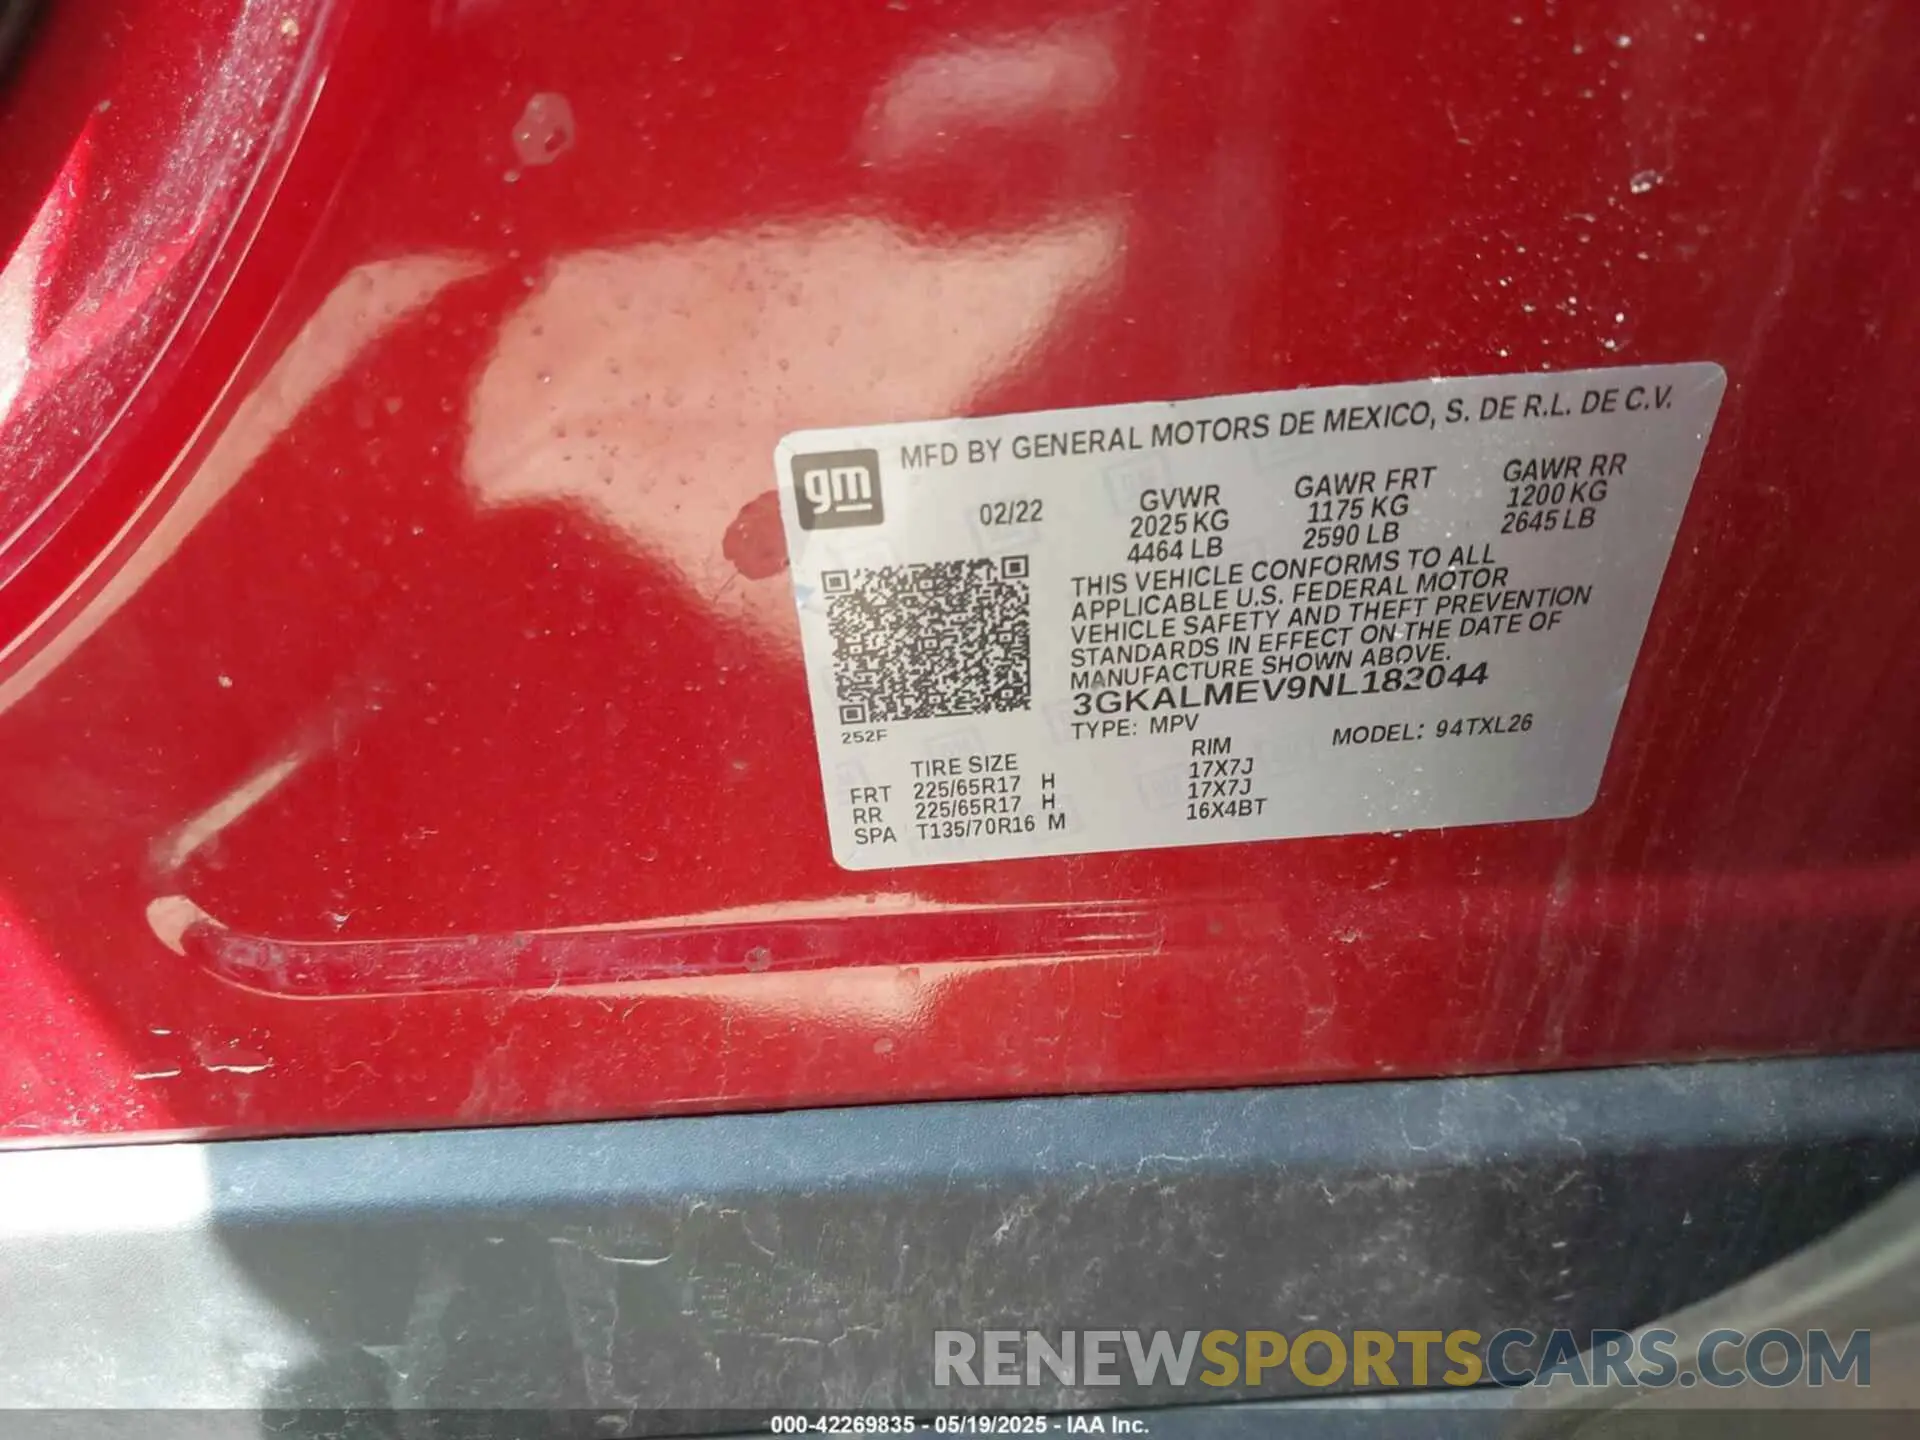 gm
MFD BY GENERAL MOTORS DE MEXICO, S. DE R.L. DE C.V.
02/22
GVWR GAWR FRT GAWR RR
2025 KG 1175 KG 1200 KG
4464 LB 2590 LB 2645 LB
THIS VEHICLE CONFORMS TO ALL
APPLICABLE U.S. FEDERAL MOTOR
VEHICLE SAFETY AND THEFT PREVENTION
STANDARDS IN EFFECT ON THE DATE OF
MANUFACTURE SHOWN ABOVE.
3GKALMEV9NL182044
TYPE: MPV MODEL: 94TXL26
252F
TIRE SIZE RIM
FRT 225/65R17 H 17X7J
RR 225/65R17 H 17X7J
SPA T135/70R16 M 16X4BT
RENEWSPORTSCARS.COM
000-42269835 - 05/19/2025 - IAA Inc.